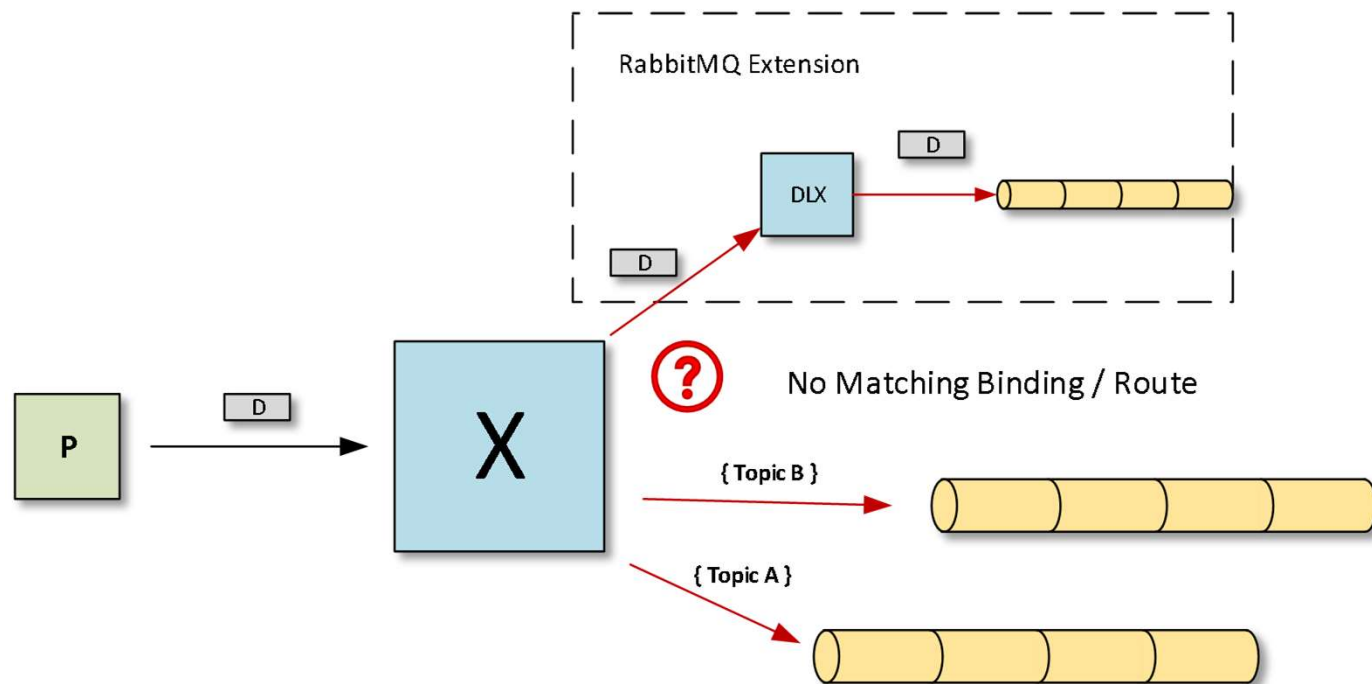 RabbitMQ Extension
D
DLX
D
No Matching Binding / Route
D
P
X
{ Topic B }
{ Topic A }
?